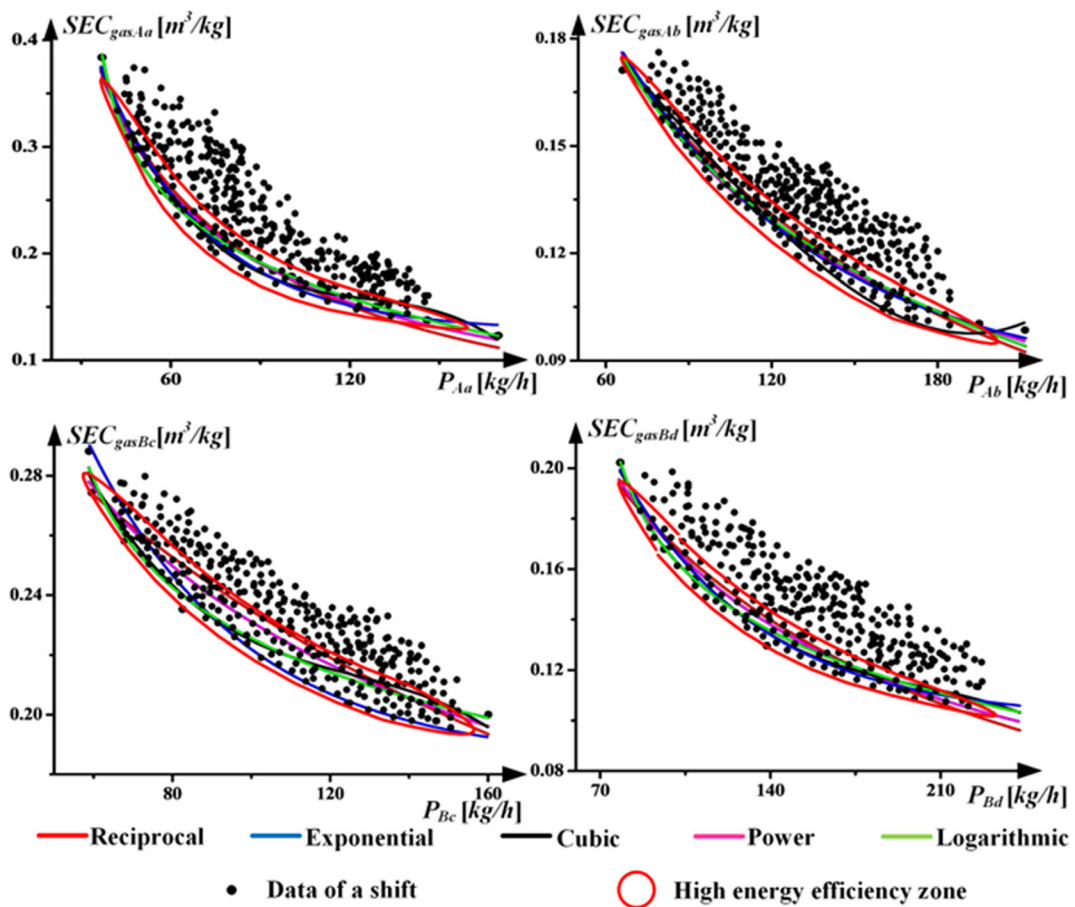 SEC_gasAa [m³/kg]
0.4
0.3
0.2
0.1
60
120
P_Aa [kg/h]
SEC_gasAb [m³/kg]
0.18
0.15
0.12
0.09
60
120
180
P_Ab [kg/h]
SEC_gasBc [m³/kg]
0.28
0.24
0.20
80
120
160
P_Bc [kg/h]
SEC_gasBd [m³/kg]
0.20
0.16
0.12
0.08
70
140
210
P_Bd [kg/h]
Reciprocal Exponential Cubic Power Logarithmic
Data of a shift High energy efficiency zone